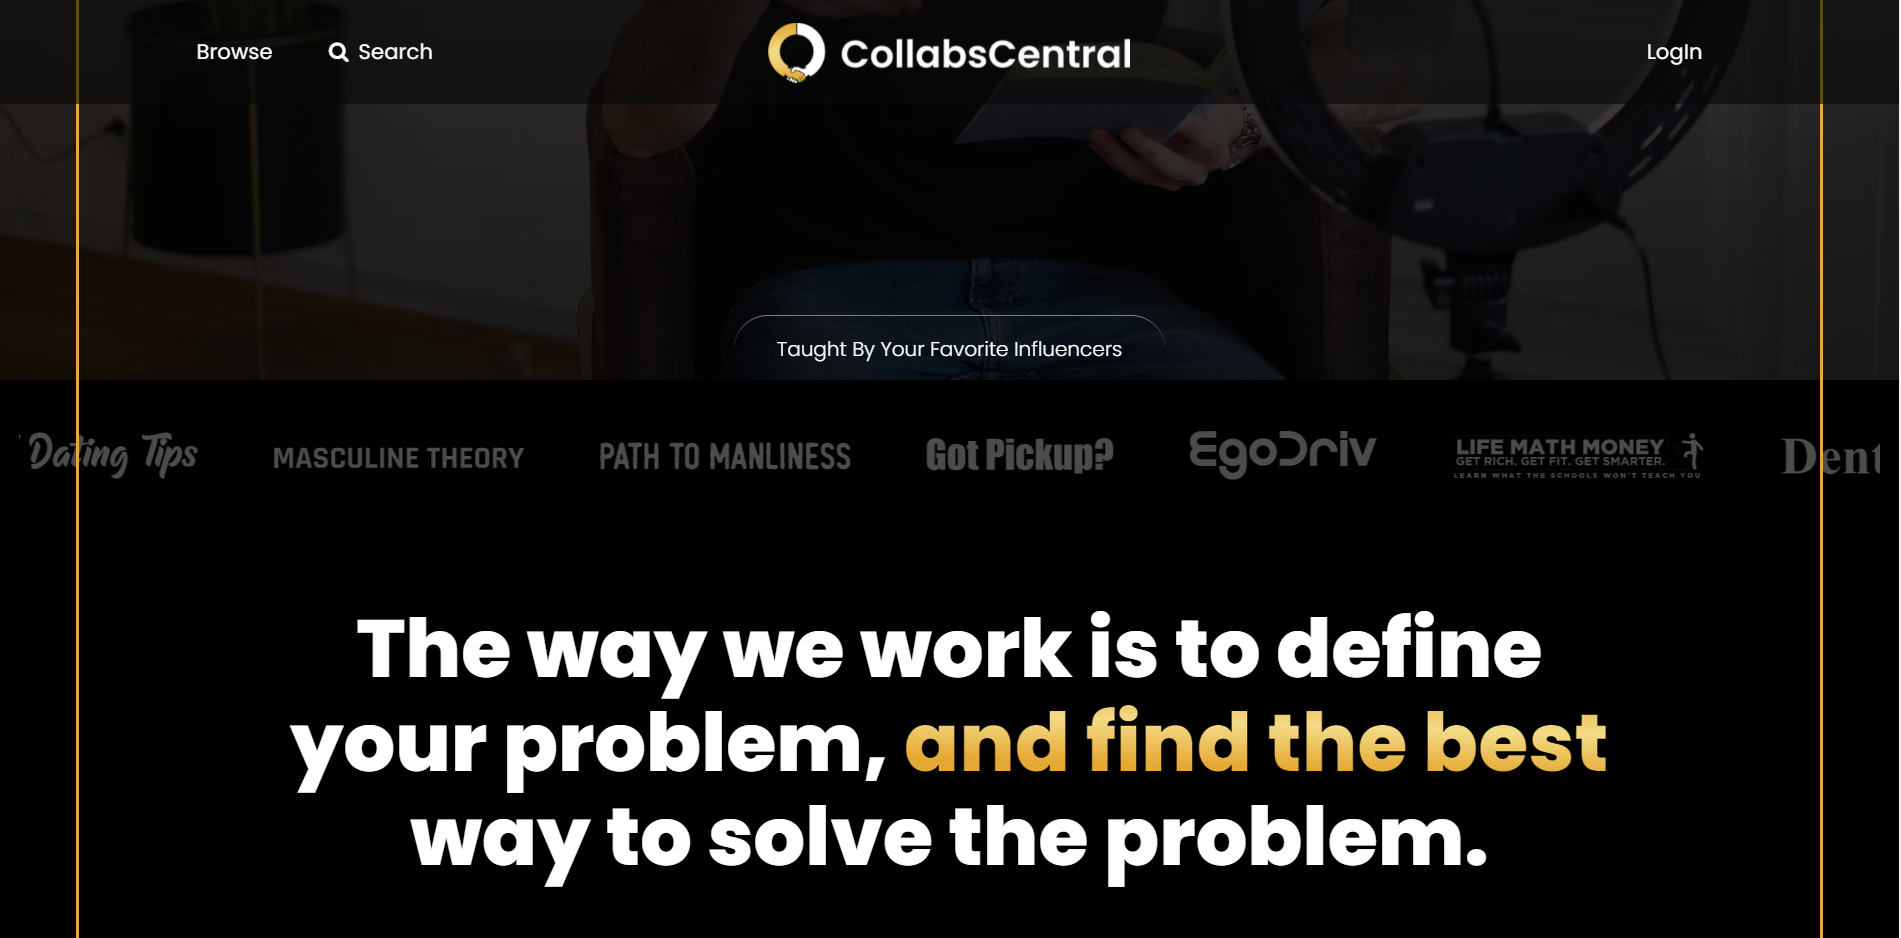 Browse
Search
CollabsCentral
LogIn
Taught By Your Favorite Influencers
Dating Tips
MASCULINE THEORY
PATH TO MANLINESS
Got Pickup?
EgoDriv
LIFE MATH MONEY
GET RICH. GET FIT. GET SMARTER.
LEARN WHAT THE SCHOOLS WON'T TEACH YOU
Dent
The way we work is to define
your problem, and find the best
way to solve the problem.